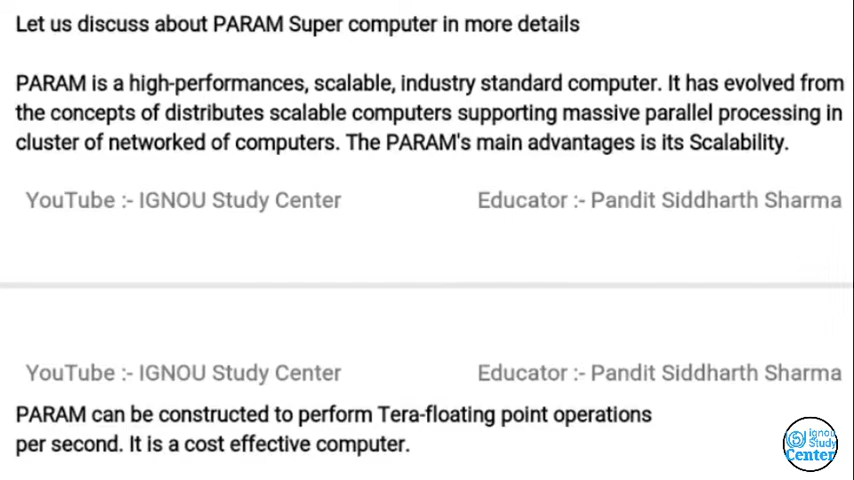 Let us discuss about PARAM Super computer in more details
PARAM is a high-performances, scalable, industry standard computer. It has evolved from
the concepts of distributes scalable computers supporting massive parallel processing in
cluster of networked of computers. The PARAM's main advantages is its Scalability.
YouTube :- IGNOU Study Center Educator :- Pandit Siddharth Sharma
YouTube :- IGNOU Study Center Educator :- Pandit Siddharth Sharma
PARAM can be constructed to perform Tera-floating point operations
per second. It is a cost effective computer.
ignou
Study
Center